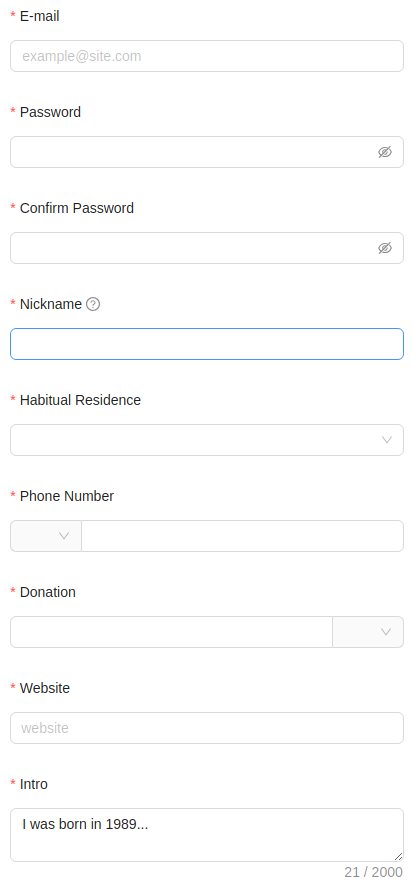 * E-mail
example@site.com
* Password
* Confirm Password
* Nickname
* Habitual Residence
* Phone Number
* Donation
* Website
website
* Intro
I was born in 1989...
21 / 2000